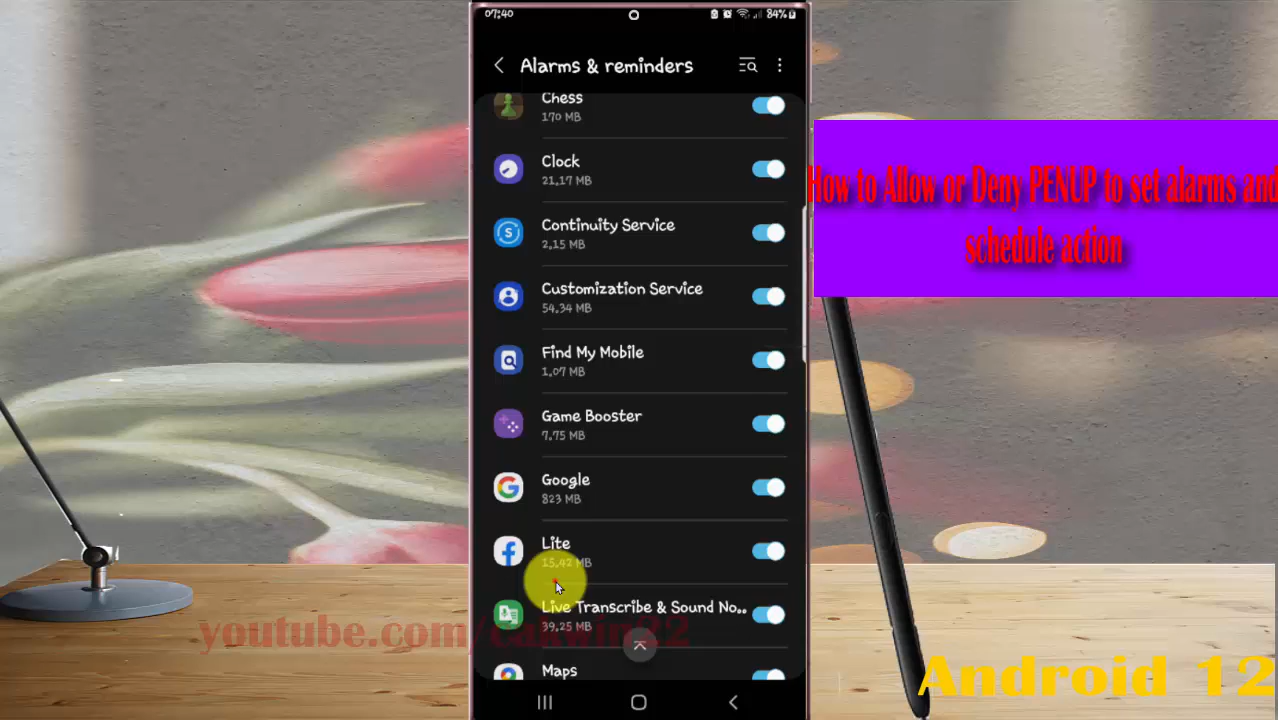 07:40
84%
Alarms & reminders
Chess
170 MB
Clock
21,17 MB
Continuity Service
2,15 MB
Customization Service
54,34 MB
Find My Mobile
1,07 MB
Game Booster
7,75 MB
Google
823 MB
Lite
15,42 MB
Live Transcribe & Sound No..
39,25 MB
Maps
How to Allow or Deny PENUP to set alarms and
schedule action
youtube.com/cakwin22
Android 12